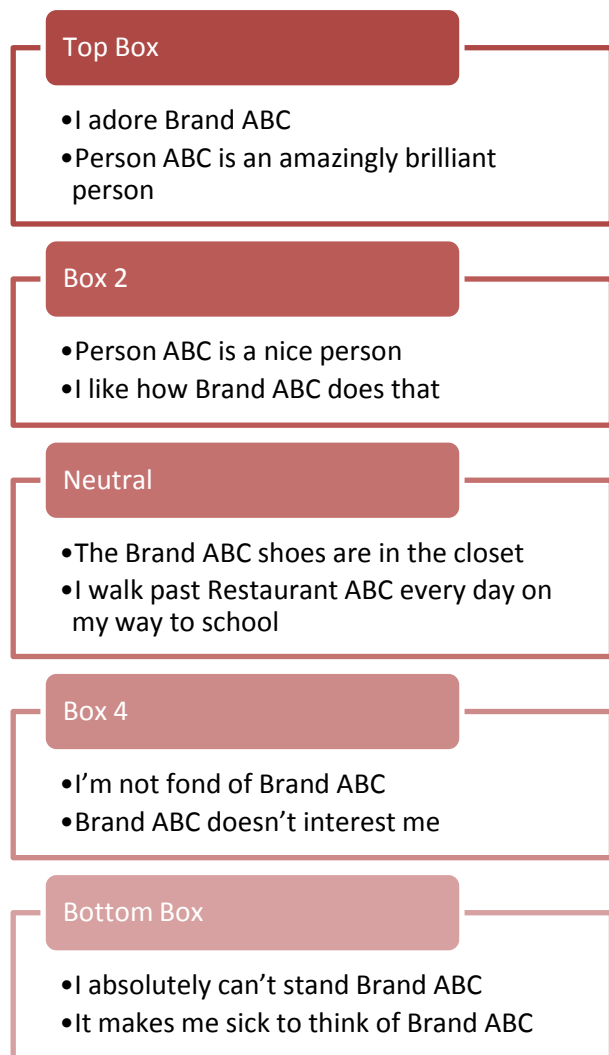 Top Box
•I adore Brand ABC
•Person ABC is an amazingly brilliant
person
Box 2
•Person ABC is a nice person
•I like how Brand ABC does that
Neutral
•The Brand ABC shoes are in the closet
•I walk past Restaurant ABC every day on
my way to school
Box 4
•I’m not fond of Brand ABC
•Brand ABC doesn’t interest me
Bottom Box
•I absolutely can’t stand Brand ABC
•It makes me sick to think of Brand ABC